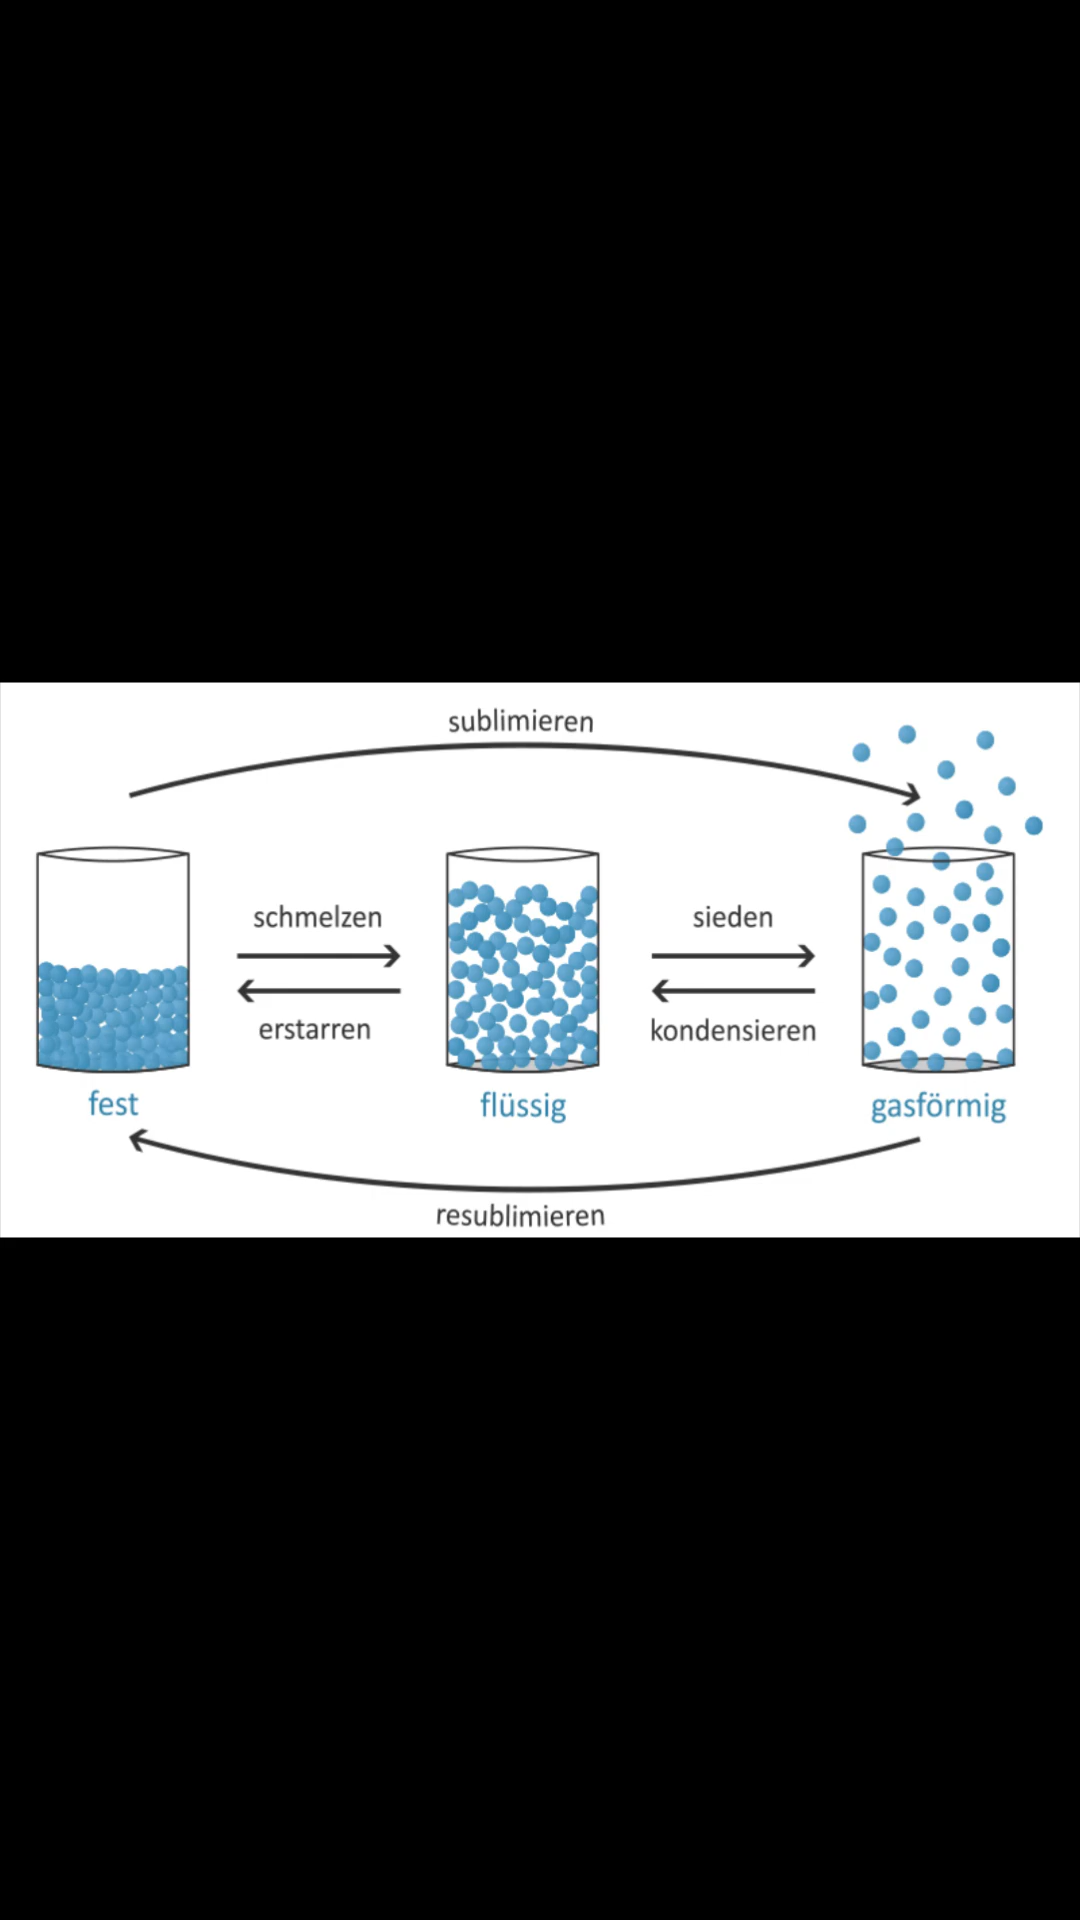 sublimieren
schmelzen
sieden
erstarren
kondensieren
fest
flüssig
gasförmig
resublimieren